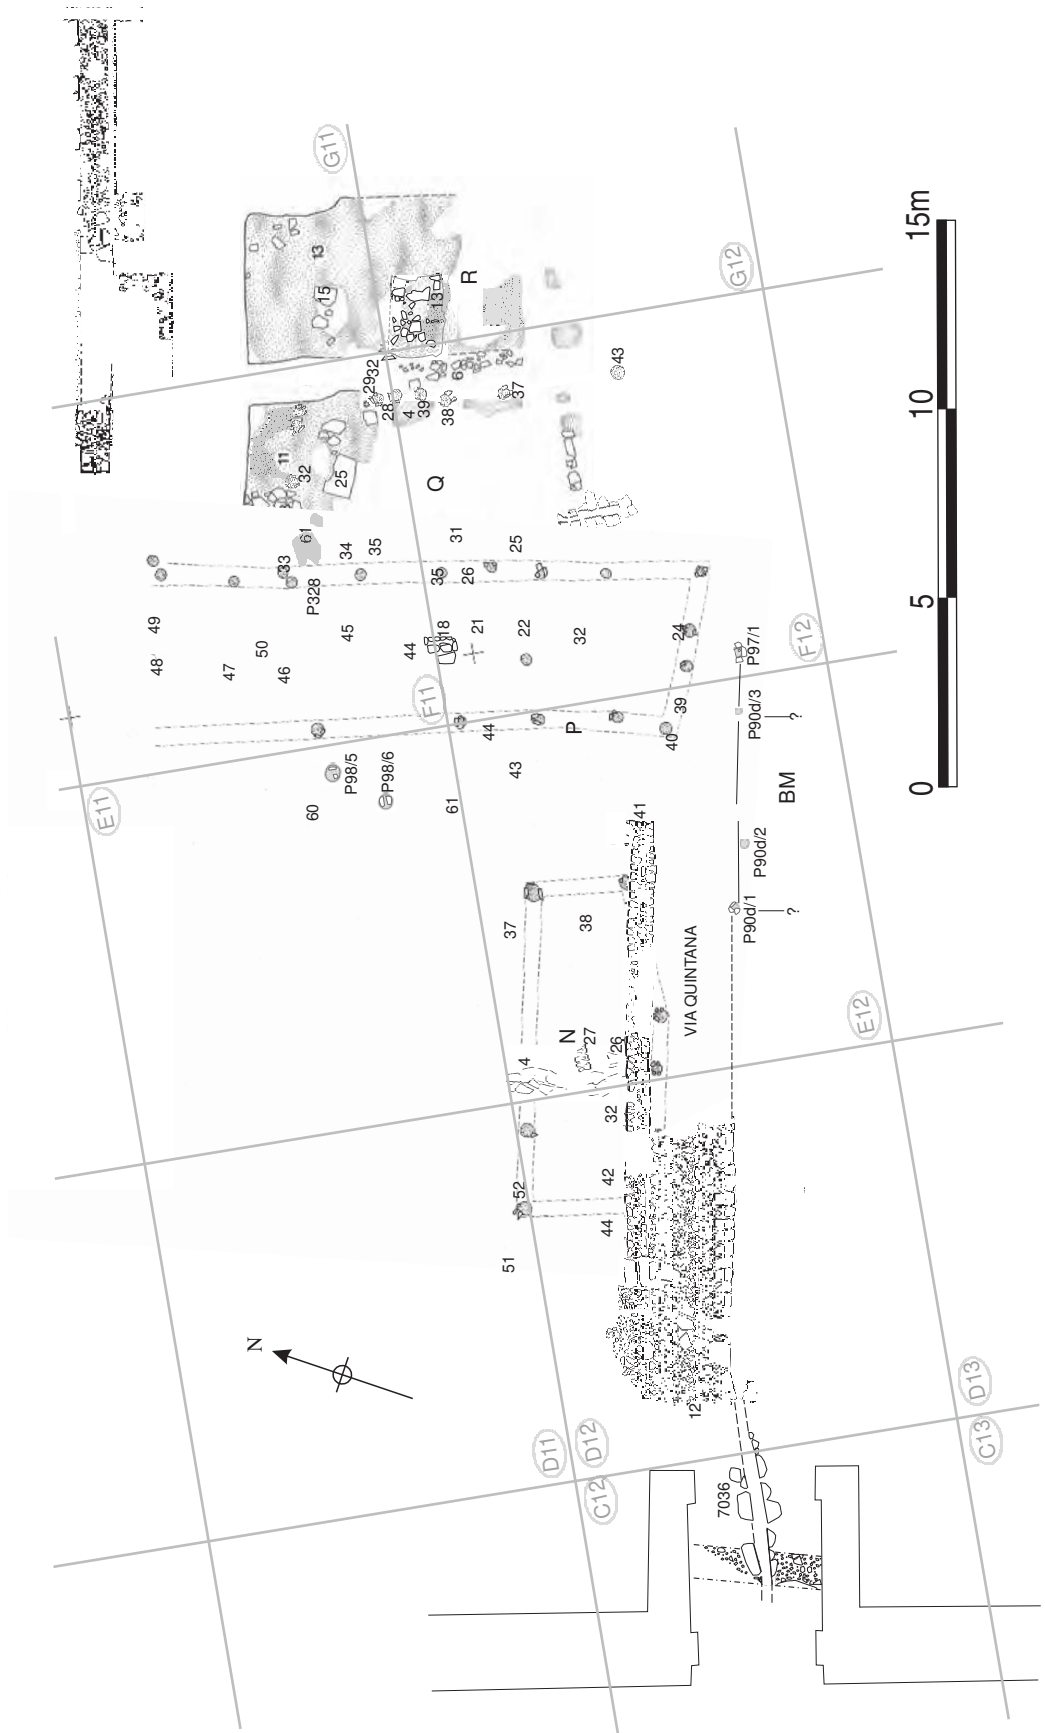 G11
13
15
13
R
G12
15m
10
5
0
43
32
29
6
28
4
39
38
37
11
32
25
Q
61
33
34
35
31
25
P328
35
26
49
48
50
47
46
45
44
18
21
22
32
24
P97/1
F12
F11
39
P90d/3
?
44
P
40
E11
P98/5
P98/6
43
60
61
BM
41
P90d/2
P90d/1
?
37
38
VIA QUINTANA
E12
N
27
4
26
32
52
42
44
51
N
12
D11
D12
D13
C12
C13
7036